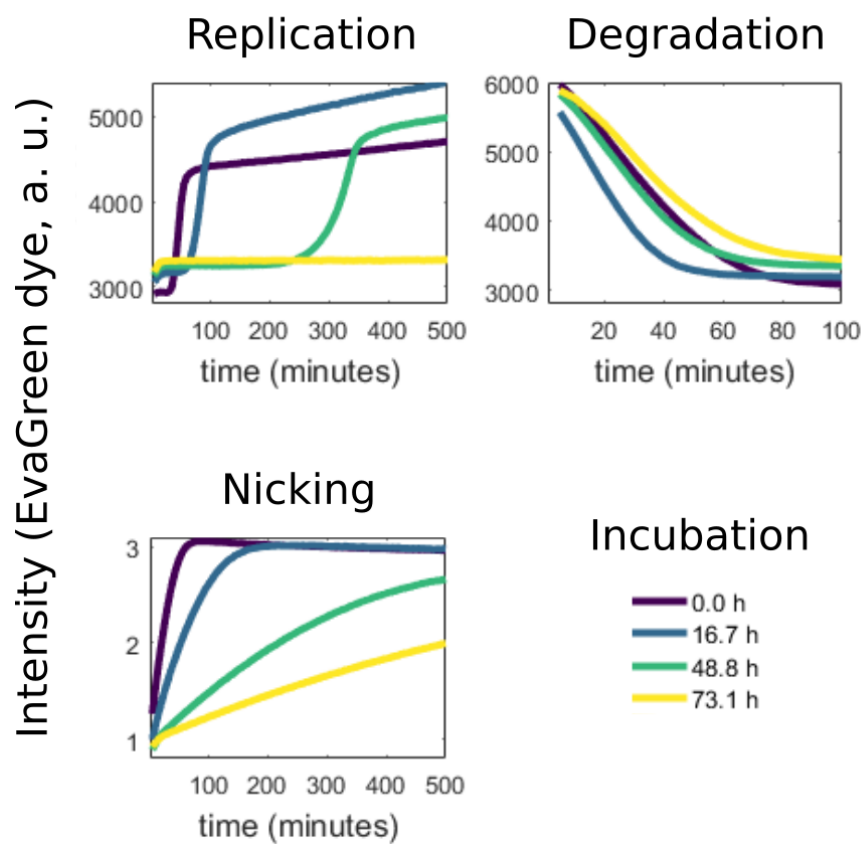 Replication
Degradation
Intensity (EvaGreen dye, a. u.)
5000
4000
3000
100 200 300 400 500
time (minutes)
6000
5000
4000
3000
20 40 60 80 100
time (minutes)
Nicking
3
2
1
100 200 300 400 500
time (minutes)
Incubation
0.0 h
16.7 h
48.8 h
73.1 h